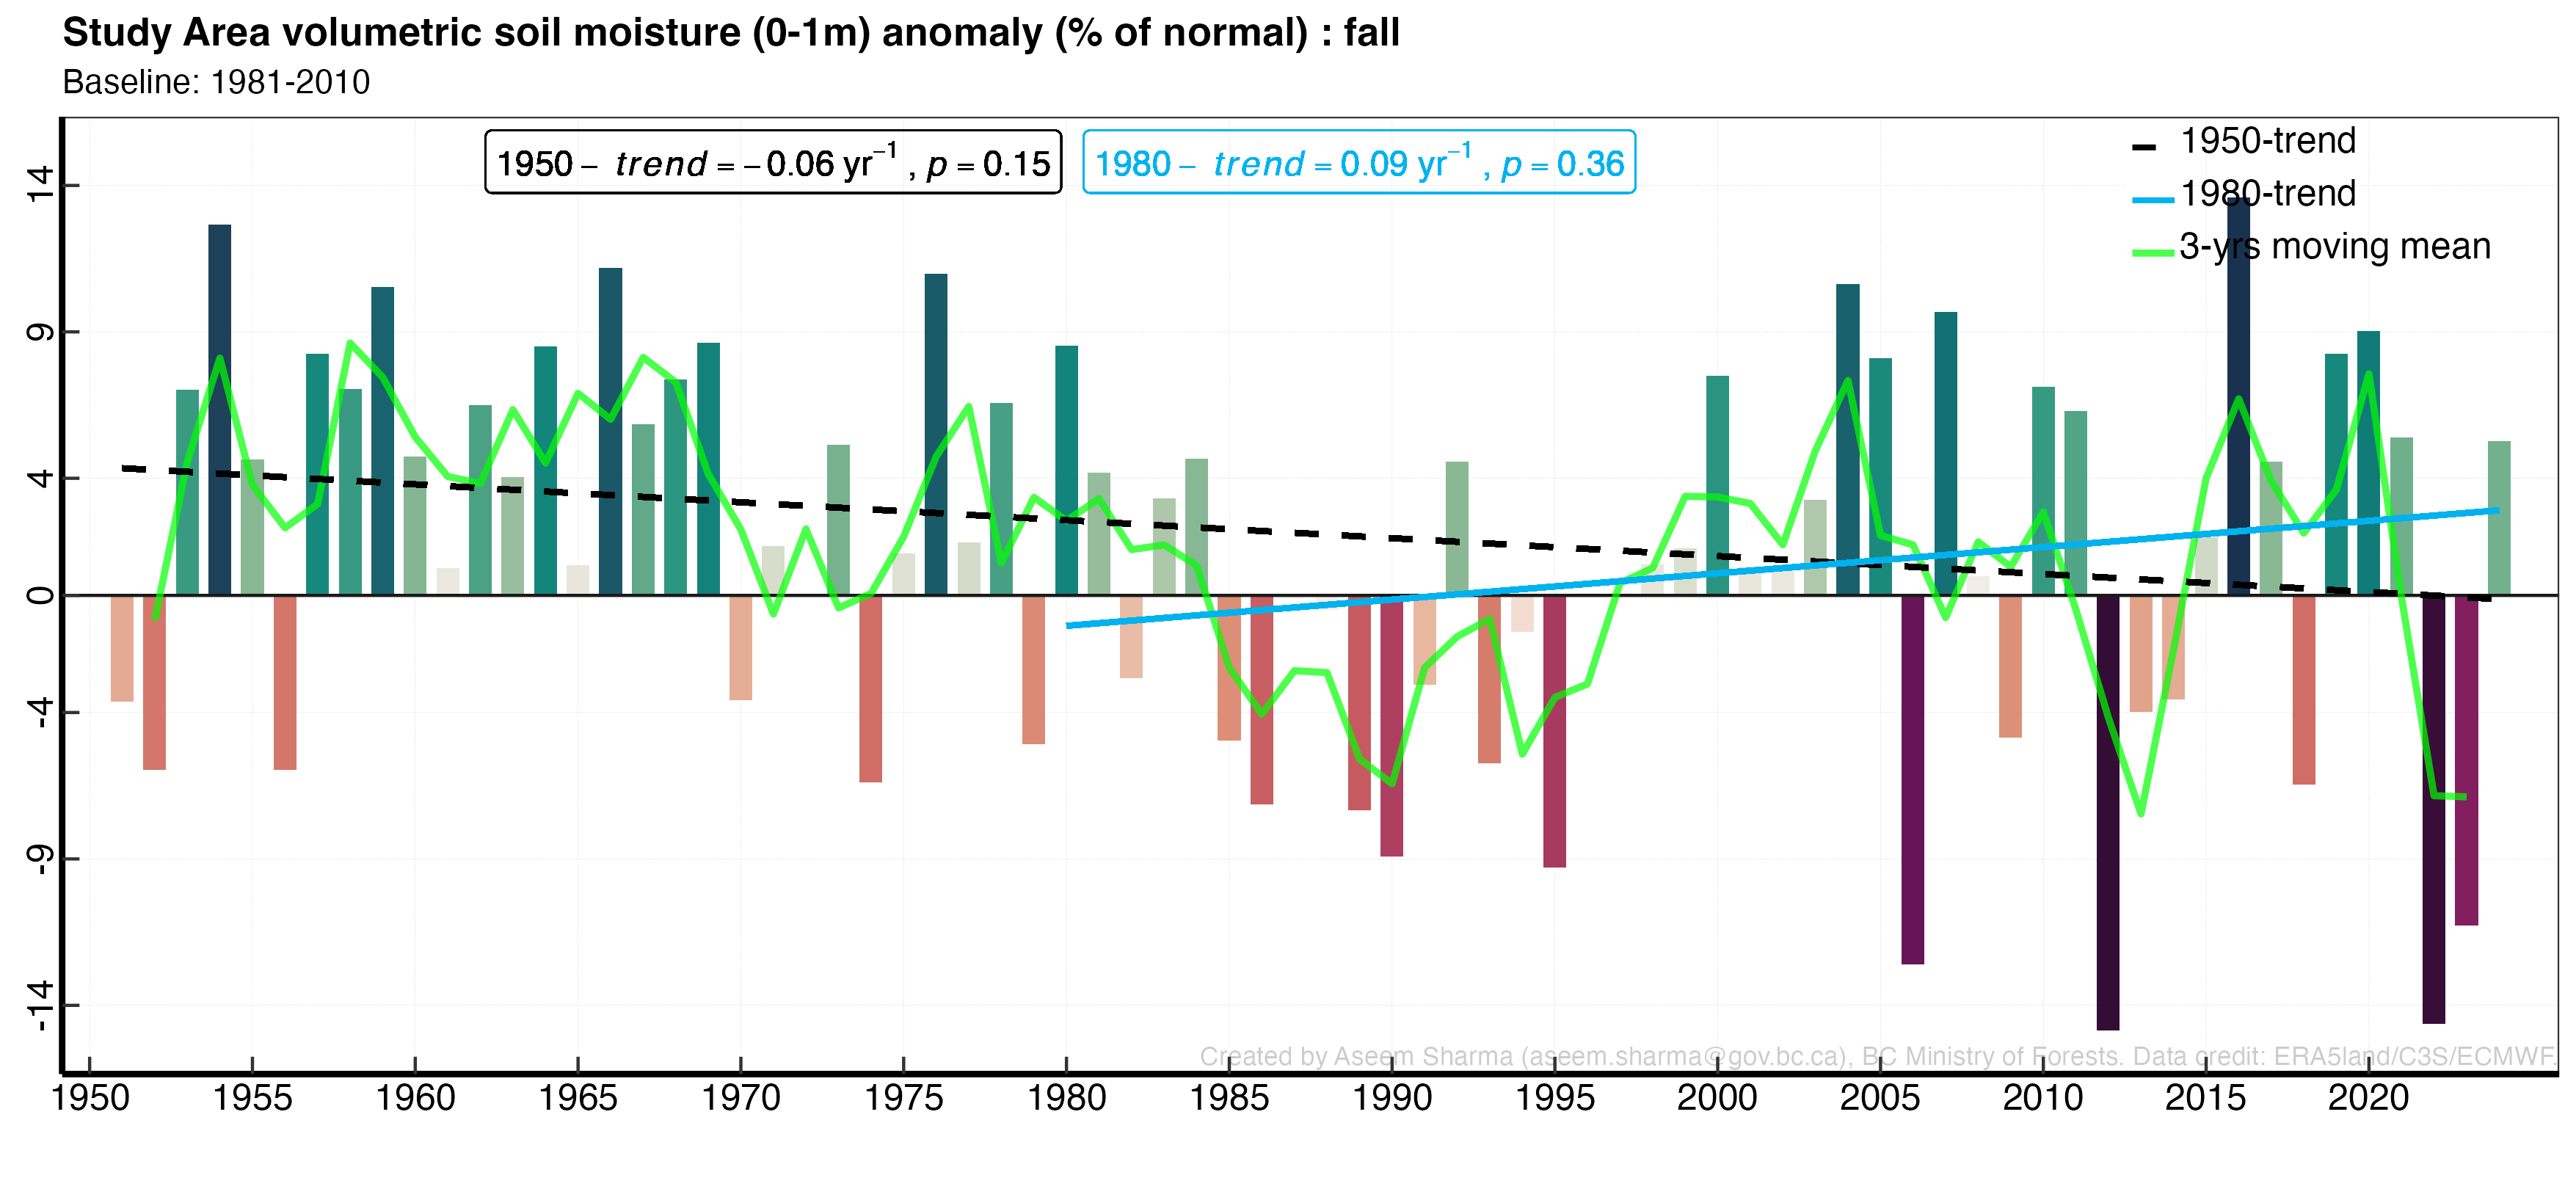 Study Area volumetric soil moisture (0-1m) anomaly (% of normal) : fall
Baseline: 1981-2010
1950 − trend = − 0.06 yr⁻¹ , p = 0.15
1980 − trend = 0.09 yr⁻¹ , p = 0.36
1950-trend
1980-trend
3-yrs moving mean
14
9
4
0
-4
-9
-14
Created by Aseem Sharma (aseem.sharma@gov.bc.ca), BC Ministry of Forests. Data credit: ERA5land/C3S/ECMWF.
1950 1955 1960 1965 1970 1975 1980 1985 1990 1995 2000 2005 2010 2015 2020